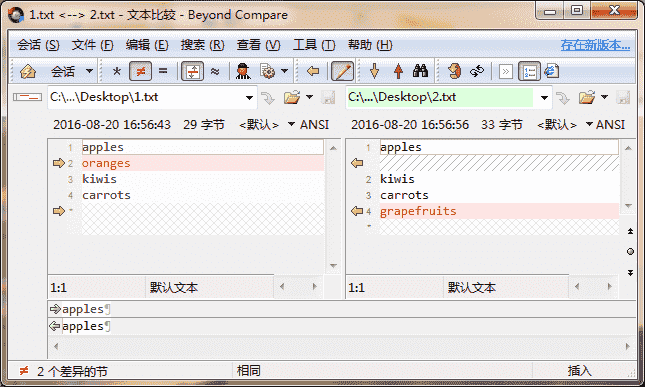 1.txt <--> 2.txt - 文本比较 - Beyond Compare
会话 (S) 文件 (F) 编辑 (E) 搜索 (R) 查看 (V) 工具 (T) 帮助 (H) 存在新版本...
会话
C:\...\Desktop\1.txt
2016-08-20 16:56:43 29 字节 <默认> ANSI
1 apples
2 oranges
3 kiwis
4 carrots
1:1 默认文本
C:\...\Desktop\2.txt
2016-08-20 16:56:56 33 字节 <默认> ANSI
1 apples
2 kiwis
3 carrots
4 grapefruits
1:1 默认文本
apples¶
apples¶
2 个差异的节 相同 插入